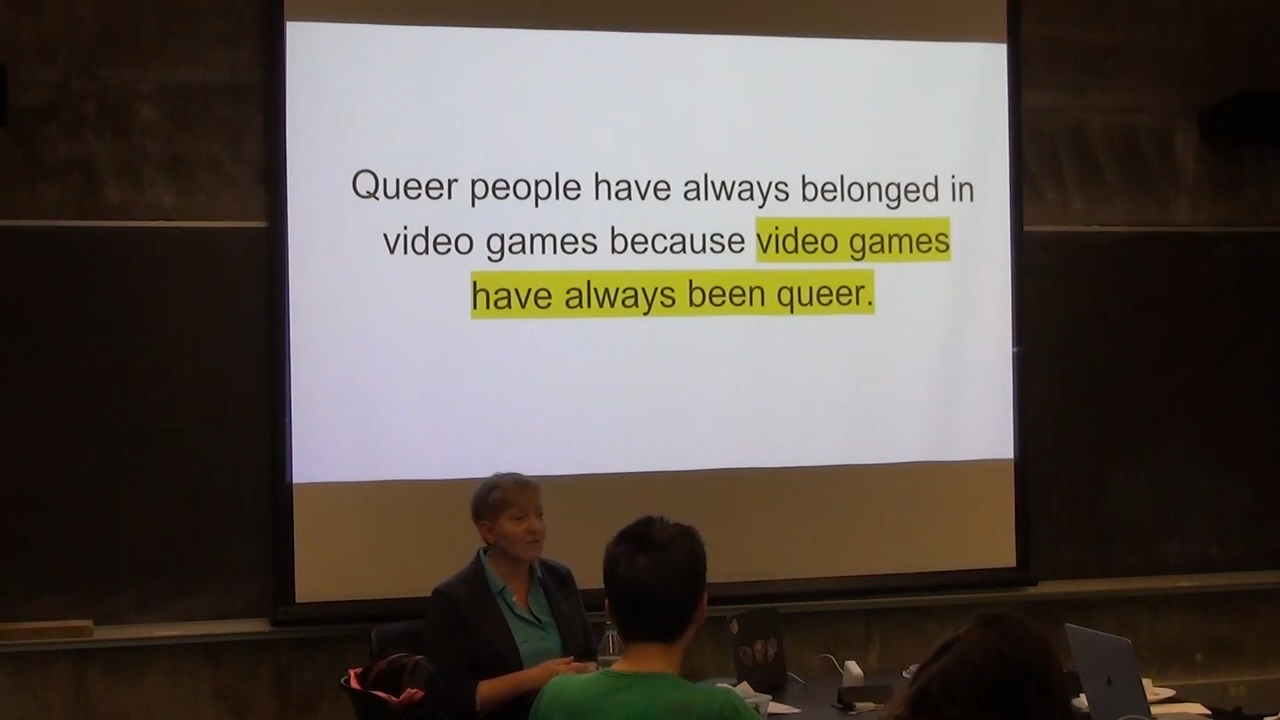 Queer people have always belonged in
video games because video games
have always been queer.